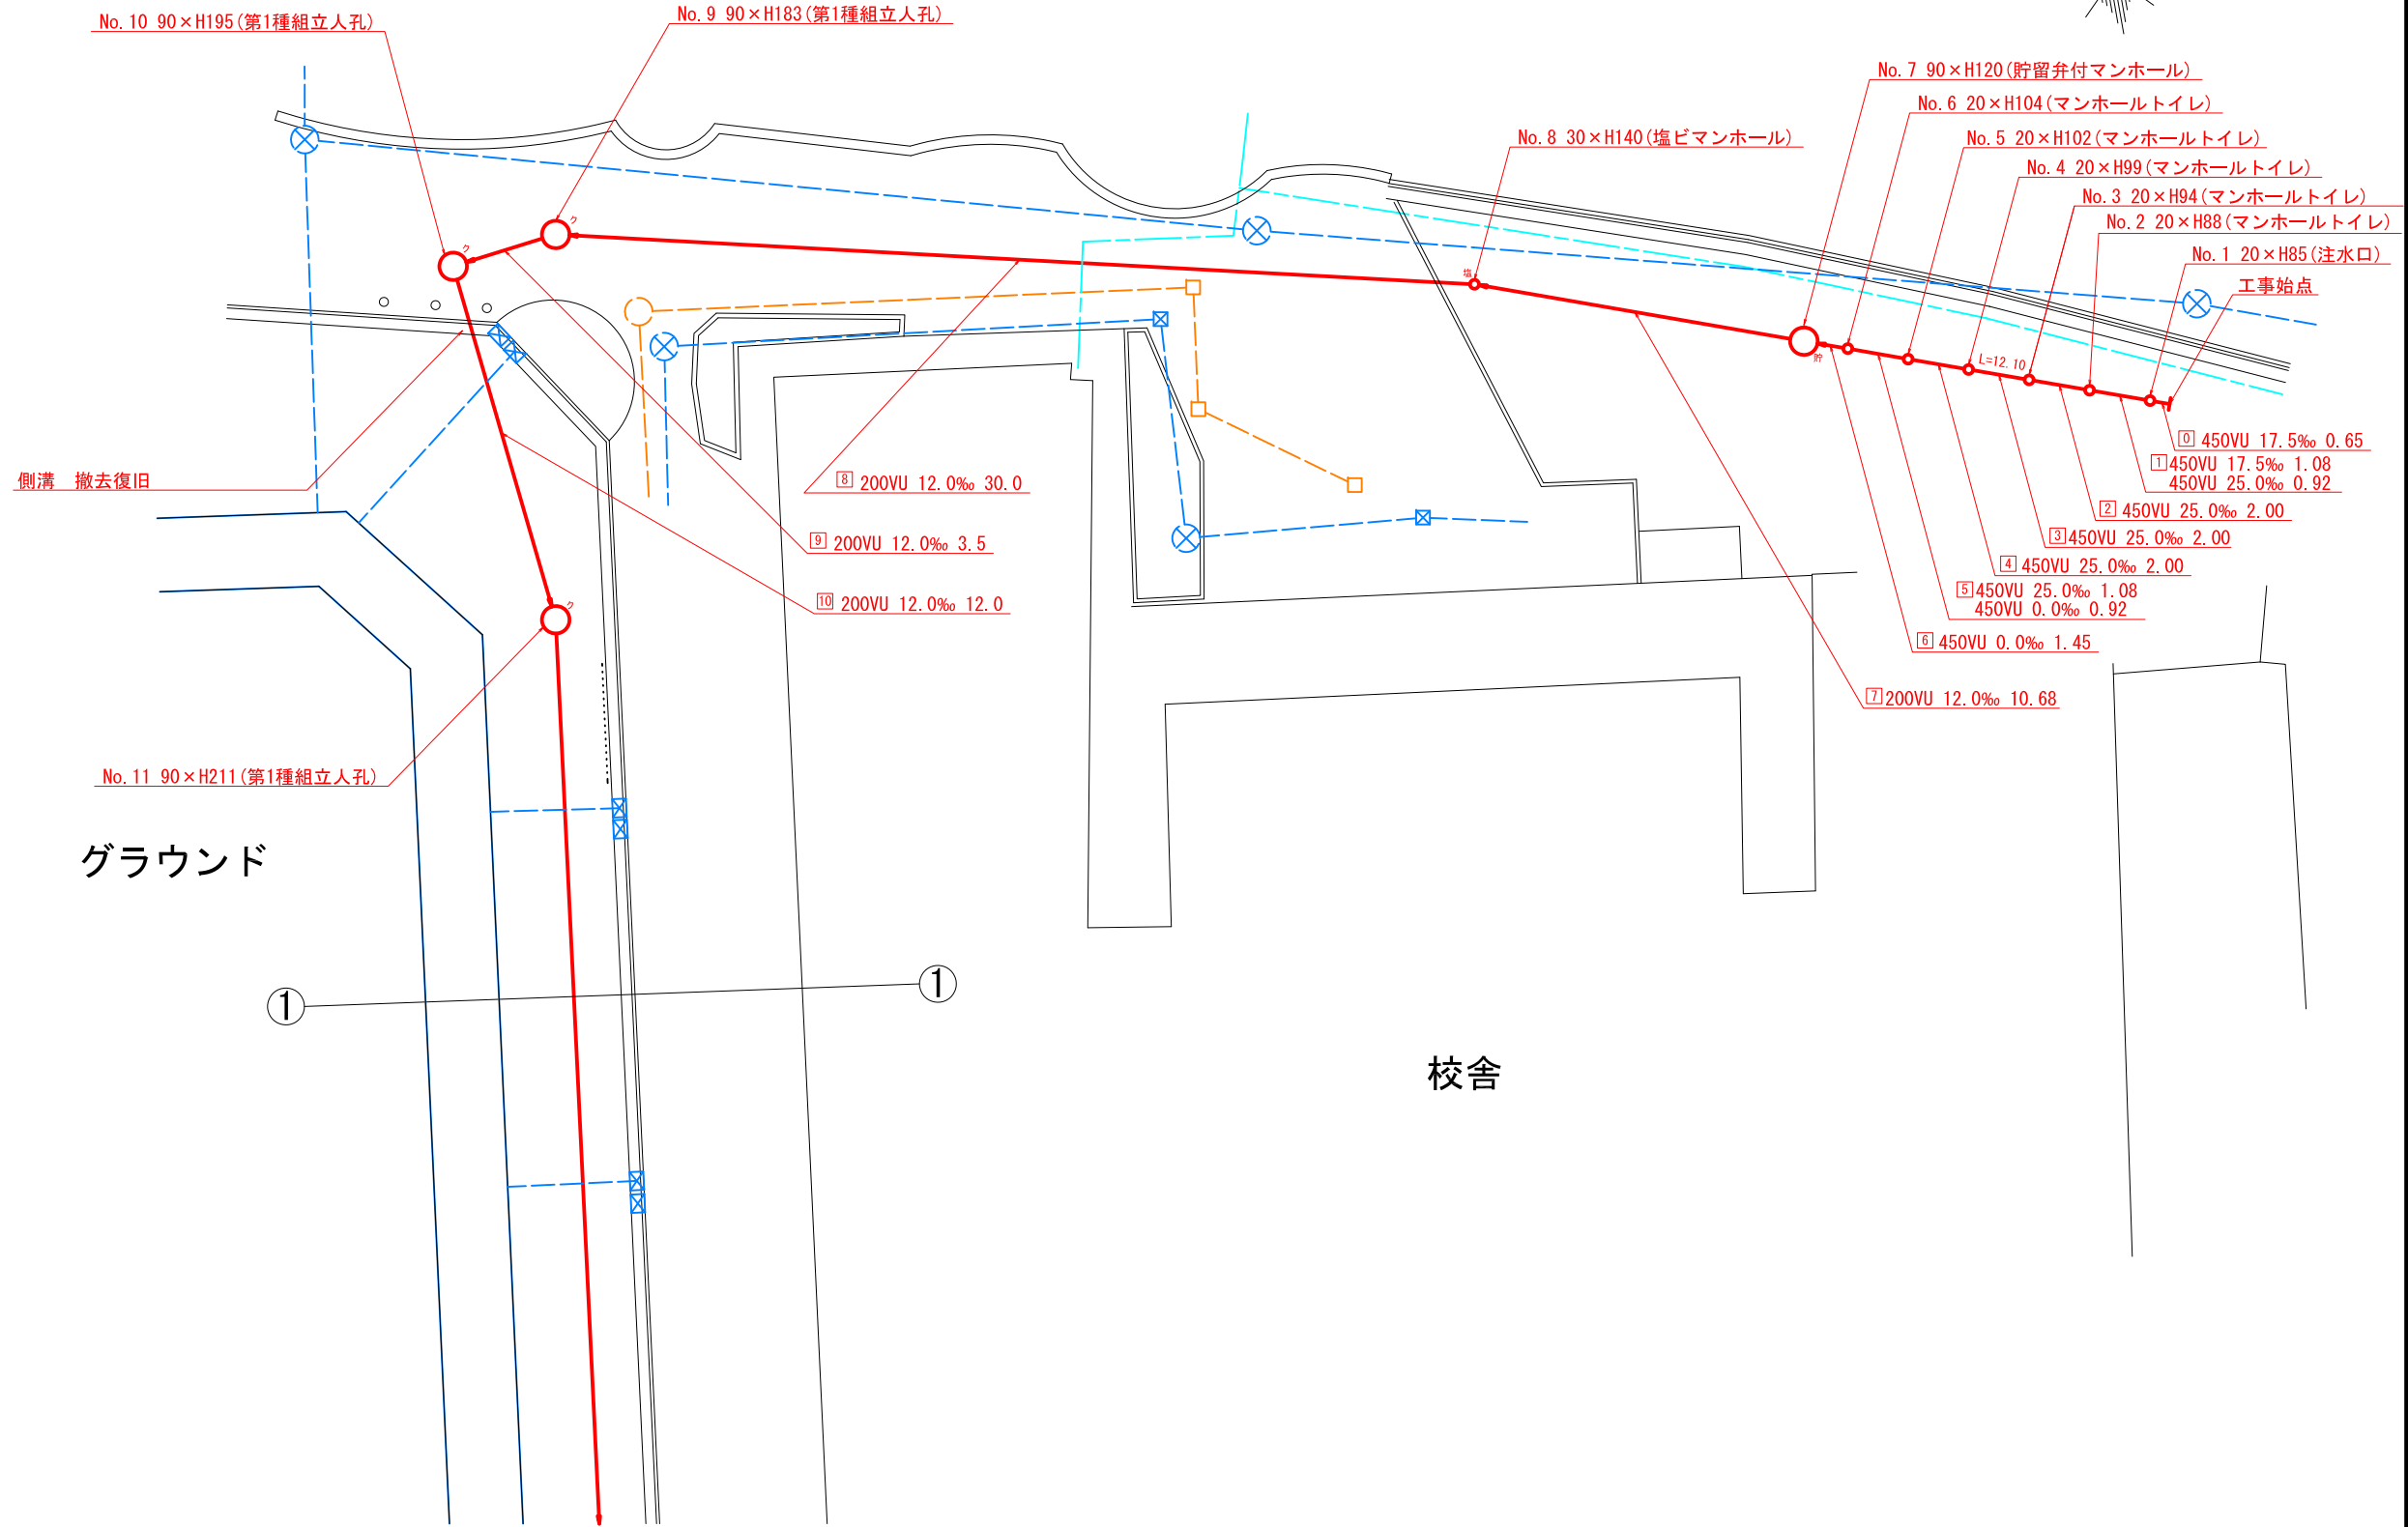 No.10 90×H195(第1種組立人孔)
No.9 90×H183(第1種組立人孔)
No.7 90×H120(貯留弁付マンホール)
No.6 20×H104(マンホールトイレ)
No.8 30×H140(塩ビマンホール)
No.5 20×H102(マンホールトイレ)
No.4 20×H99(マンホールトイレ)
No.3 20×H94(マンホールトイレ)
No.2 20×H88(マンホールトイレ)
No.1 20×H85(注水口)
工事始点
ク
ク
塩
貯
L=12.10
0 450VU 17.5‰ 0.65
1 450VU 17.5‰ 1.08
450VU 25.0‰ 0.92
側溝 撤去復旧
8 200VU 12.0‰ 30.0
2 450VU 25.0‰ 2.00
3 450VU 25.0‰ 2.00
9 200VU 12.0‰ 3.5
4 450VU 25.0‰ 2.00
5 450VU 25.0‰ 1.08
450VU 0.0‰ 0.92
10 200VU 12.0‰ 12.0
ク
6 450VU 0.0‰ 1.45
7 200VU 12.0‰ 10.68
No.11 90×H211(第1種組立人孔)
グラウンド
1
1
校舎